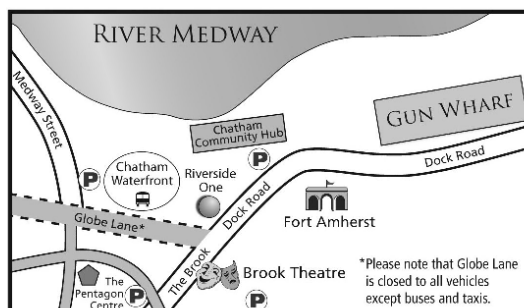 RIVER MEDWAY
Medway Street
GUN WHARF
Chatham
Community Hub
P
Dock Road
P
Chatham
Waterfront
Riverside
One
Dock Road
Fort Amherst
Globe Lane*
The Brook
The
Pentagon
Centre
P
Brook Theatre
P
*Please note that Globe Lane
is closed to all vehicles
except buses and taxis.